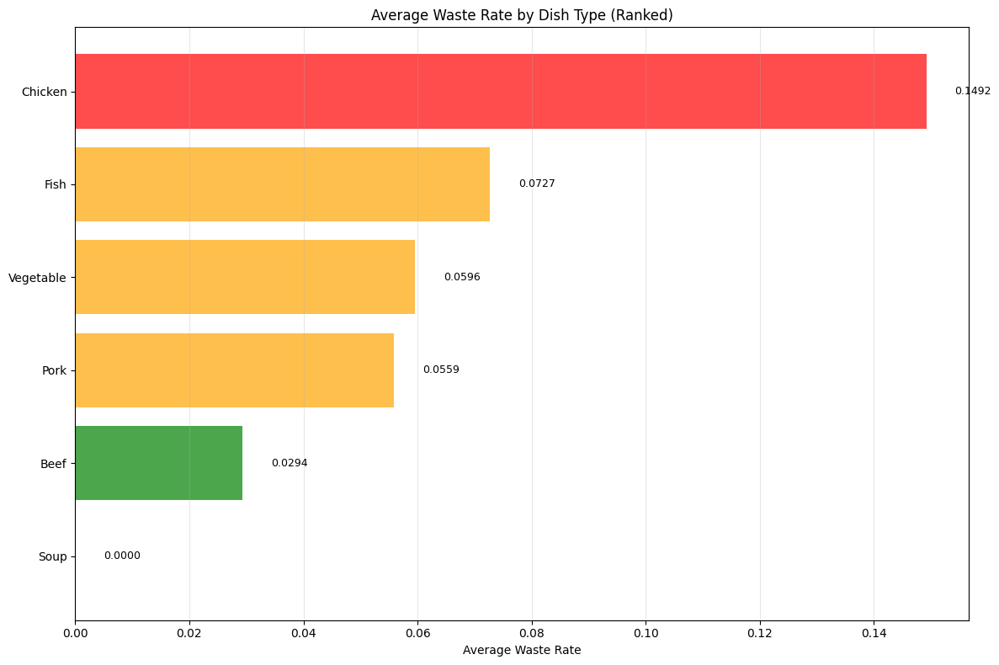 Average Waste Rate by Dish Type (Ranked)
Chicken 0.1492
Fish 0.0727
Vegetable 0.0596
Pork 0.0559
Beef 0.0294
Soup 0.0000
0.00 0.02 0.04 0.06 0.08 0.10 0.12 0.14
Average Waste Rate